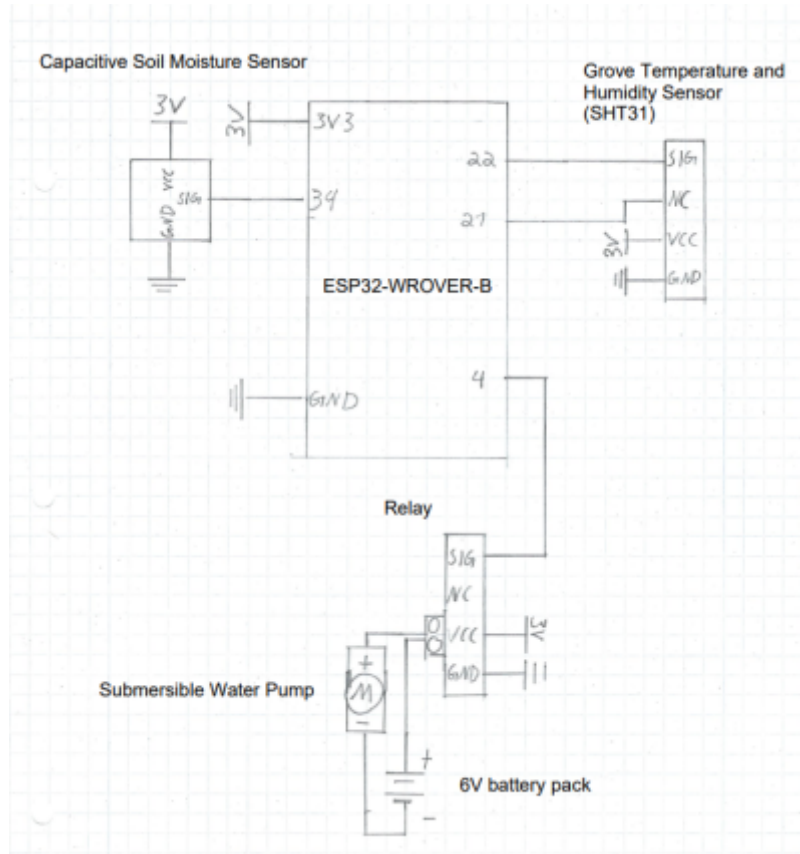 Capacitive Soil Moisture Sensor
Grove Temperature and
Humidity Sensor
(SHT31)
3V
3V
3V3
VCC
SIG
GND
34
22
21
SIG
NC
3V
VCC
GND
ESP32-WROVER-B
GND
4
Relay
SIG
NC
VCC
3V
GND
+
M
-
Submersible Water Pump
+
6V battery pack
-